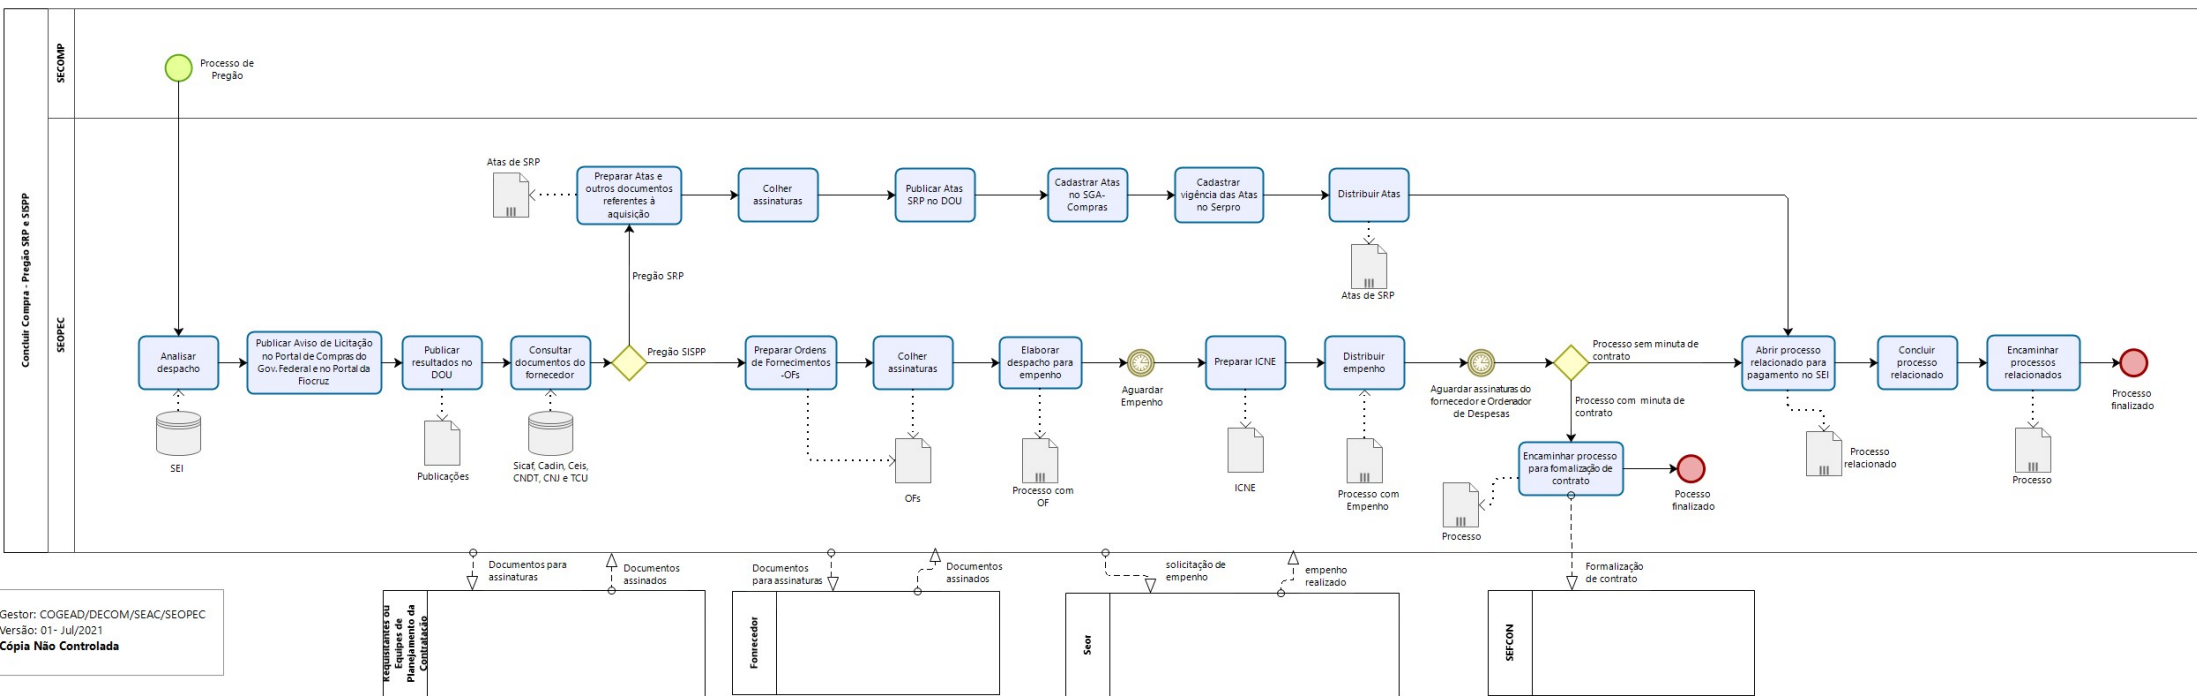 Concluir Compra - Pregão SRP e SISPP
SECOMP
Processo de
Pregão
SEOPEC
Atas de SRP
Preparar Atas e
outros documentos
referentes à
aquisição
Colher
assinaturas
Publicar Atas
SRP no DOU
Cadastrar Atas
no SGA-
Compras
Cadastrar
vigência das Atas
no Serpro
Distribuir Atas
Atas de SRP
Pregão SRP
Analisar
despacho
SEI
Publicar Aviso de Licitação
no Portal de Compras do
Gov. Federal e no Portal da
Fiocruz
Publicar
resultados no
DOU
Publicações
Consultar
documentos do
fornecedor
Sicaf, Cadin, Ceis,
CNDT, CNJ e TCU
Pregão SISPP
Preparar Ordens
de Fornecimentos
-OFs
Colher
assinaturas
OFs
Elaborar
despacho para
empenho
Processo com
OF
Aguardar
Empenho
Preparar ICNE
ICNE
Distribuir
empenho
Processo com
Empenho
Aguardar assinaturas do
fornecedor e Ordenador
de Despesas
Processo sem minuta de
contrato
Processo com minuta de
contrato
Encaminhar processo
para fomalização de
contrato
Processo
Pocesso
finalizado
Abrir processo
relacionado para
pagamento no SEI
Processo
relacionado
Concluir
processo
relacionado
Encaminhar
processos
relacionados
Processo
Processo
finalizado
Documentos para
assinaturas
Documentos
assinados
Documentos
para assinaturas
Documentos
assinados
solicitação de
empenho
empenho
realizado
Formalização
de contrato
Gestor: COGEAD/DECOM/SEAC/SEOPEC
Versão: 01- Jul/2021
Cópia Não Controlada
Requisitantes ou
Equipes de
Planejamento da
Contratação
Fonrecedor
Seor
SEFCON